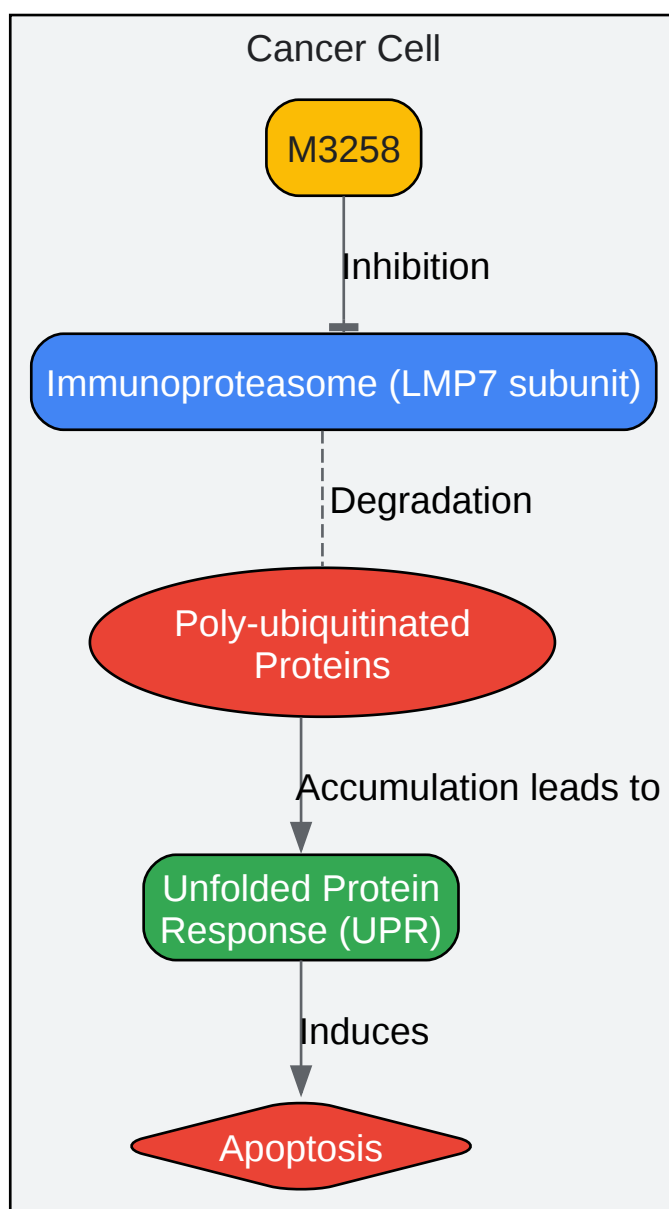 Cancer Cell
M3258
Inhibition
Immunoproteasome (LMP7 subunit)
Degradation
Poly-ubiquitinated
Proteins
Accumulation leads to
Unfolded Protein
Response (UPR)
Induces
Apoptosis